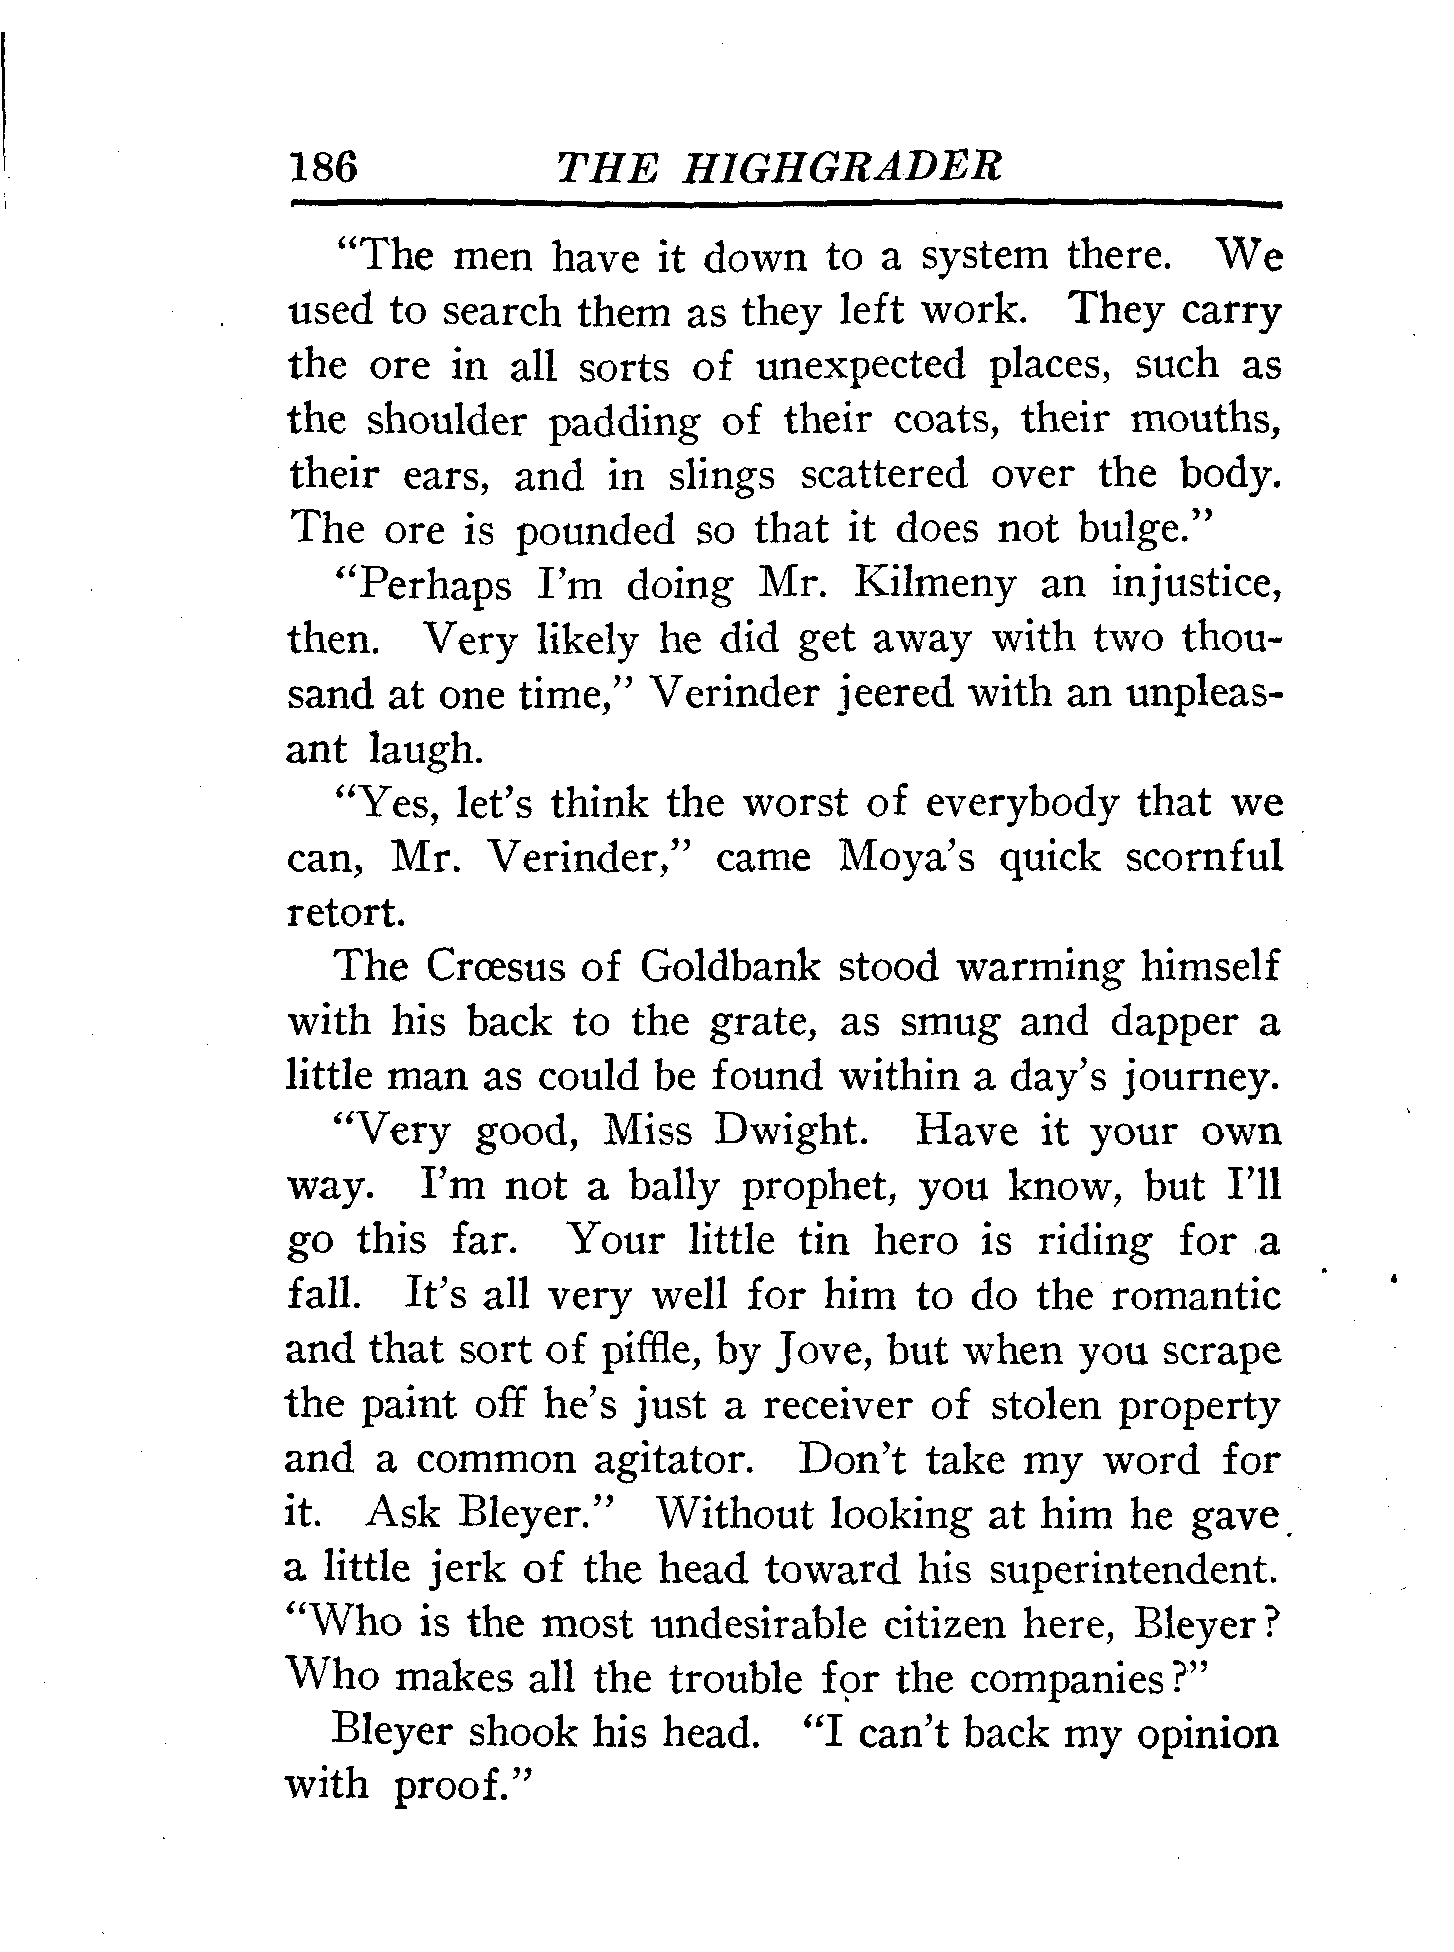 186 THE HIGHGRADER
“The men have it down to a system there. We
used to search them as they left work. They carry
the ore in all sorts of unexpected places, such as
the shoulder padding of their coats, their mouths,
their ears, and in slings scattered over the body.
The ore is pounded so that it does not bulge.”
“Perhaps I’m doing Mr. Kilmeny an injustice,
then. Very likely he did get away with two thou-
sand at one time,” Verinder jeered with an unpleas-
ant laugh.
“Yes, let’s think the worst of everybody that we
can, Mr. Verinder,” came Moya’s quick scornful
retort.
The Crœsus of Goldbank stood warming himself
with his back to the grate, as smug and dapper a
little man as could be found within a day’s journey.
“Very good, Miss Dwight. Have it your own
way. I’m not a bally prophet, you know, but I’ll
go this far. Your little tin hero is riding for a
fall. It’s all very well for him to do the romantic
and that sort of piffle, by Jove, but when you scrape
the paint off he’s just a receiver of stolen property
and a common agitator. Don’t take my word for
it. Ask Bleyer.” Without looking at him he gave
a little jerk of the head toward his superintendent.
“Who is the most undesirable citizen here, Bleyer?
Who makes all the trouble for the companies?”
Bleyer shook his head. “I can’t back my opinion
with proof.”